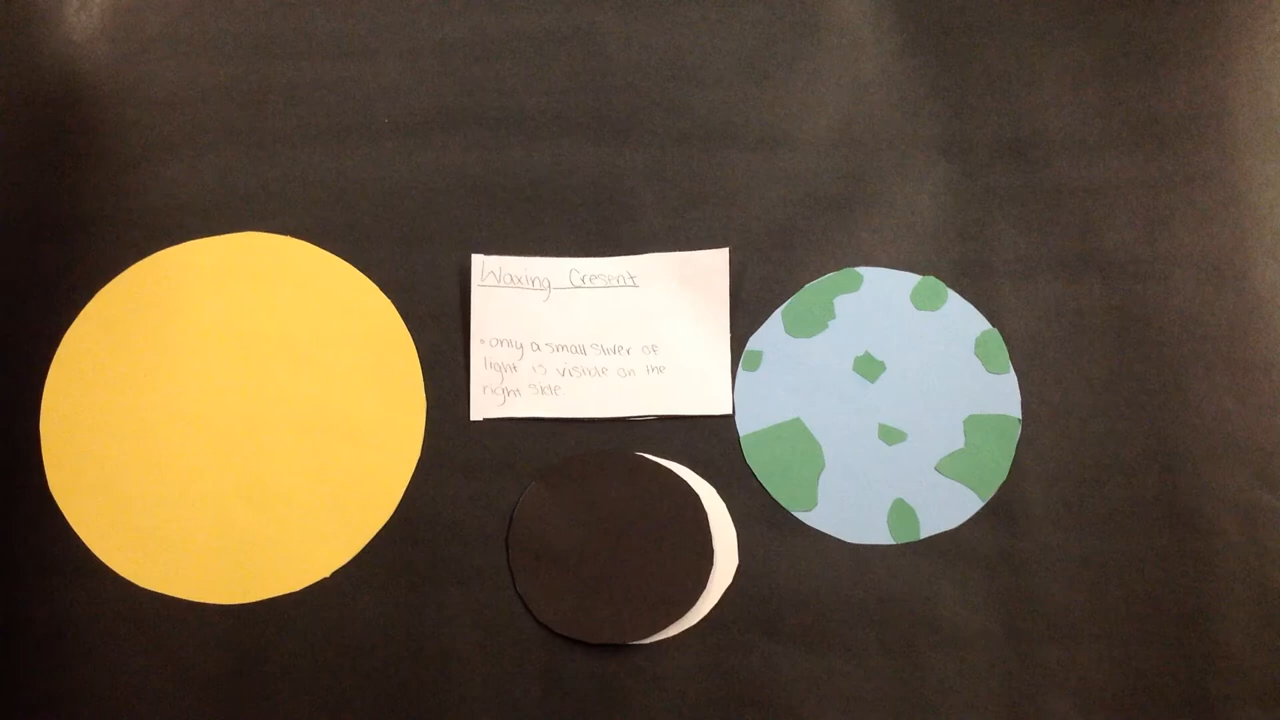 Waxing Cresent
• only a small sliver of
light is visible on the
right side.